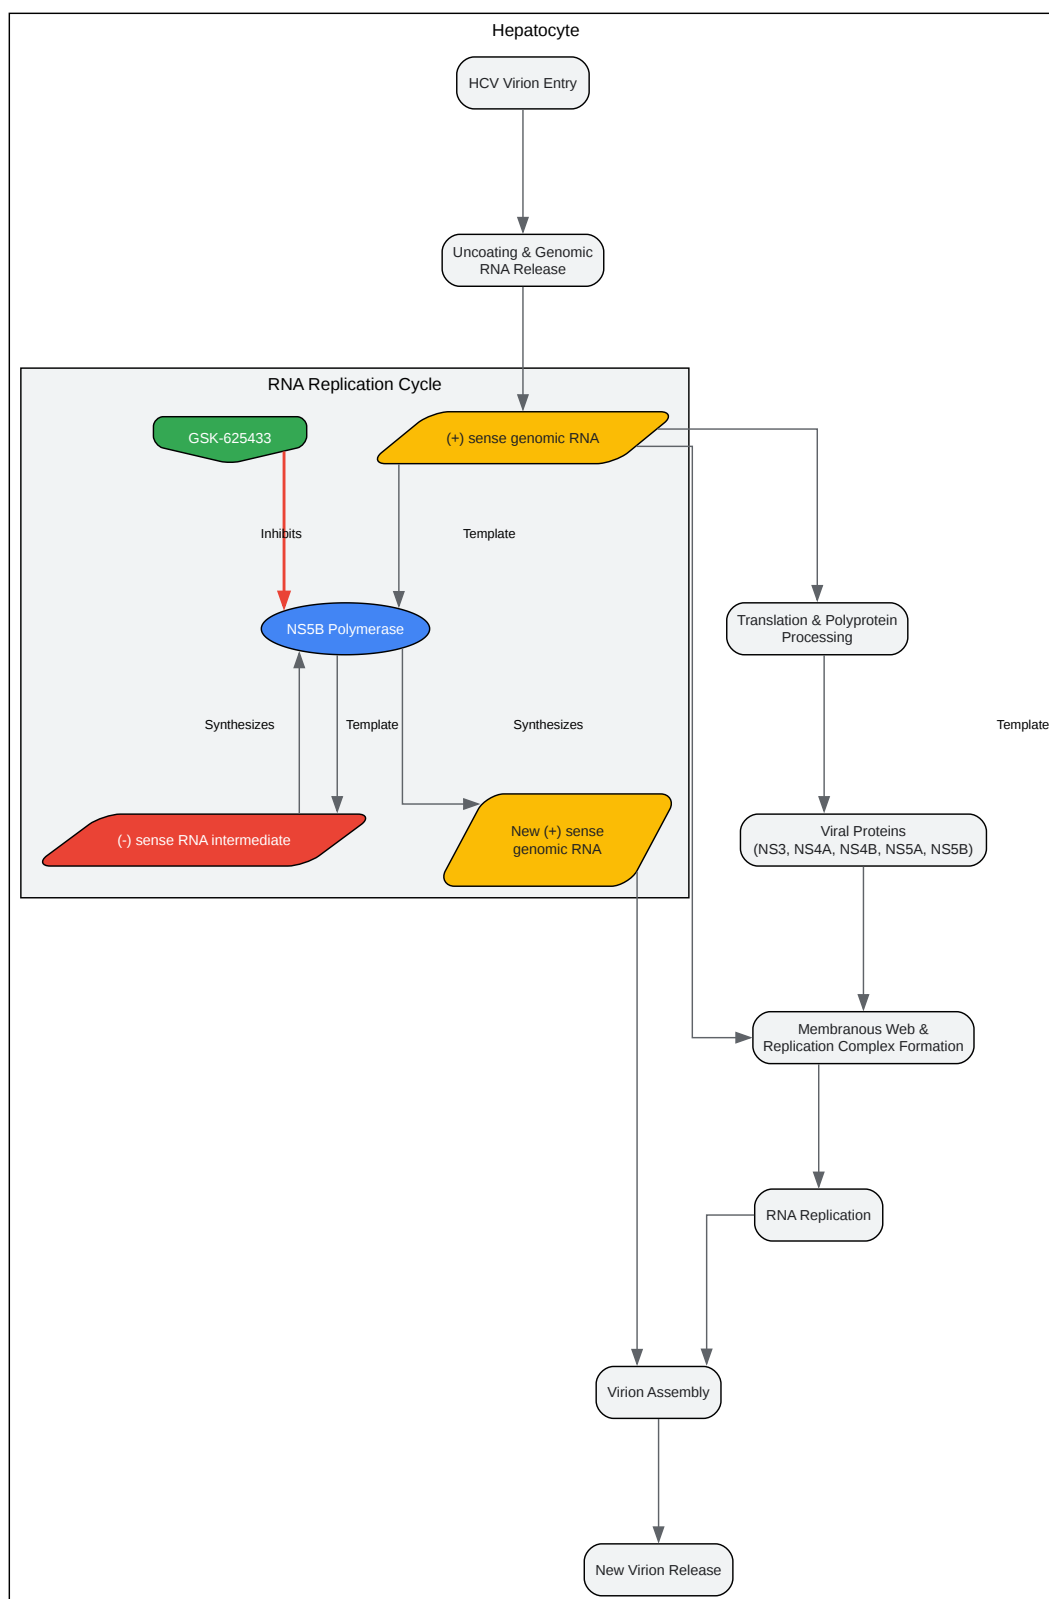 Hepatocyte
HCV Virion Entry
Uncoating & Genomic
RNA Release
RNA Replication Cycle
GSK-625433
(+) sense genomic RNA
Inhibits
Template
NS5B Polymerase
Translation & Polyprotein
Processing
Synthesizes
Template
Synthesizes
Template
(-) sense RNA intermediate
New (+) sense
genomic RNA
Viral Proteins
(NS3, NS4A, NS4B, NS5A, NS5B)
Membranous Web &
Replication Complex Formation
RNA Replication
Virion Assembly
New Virion Release